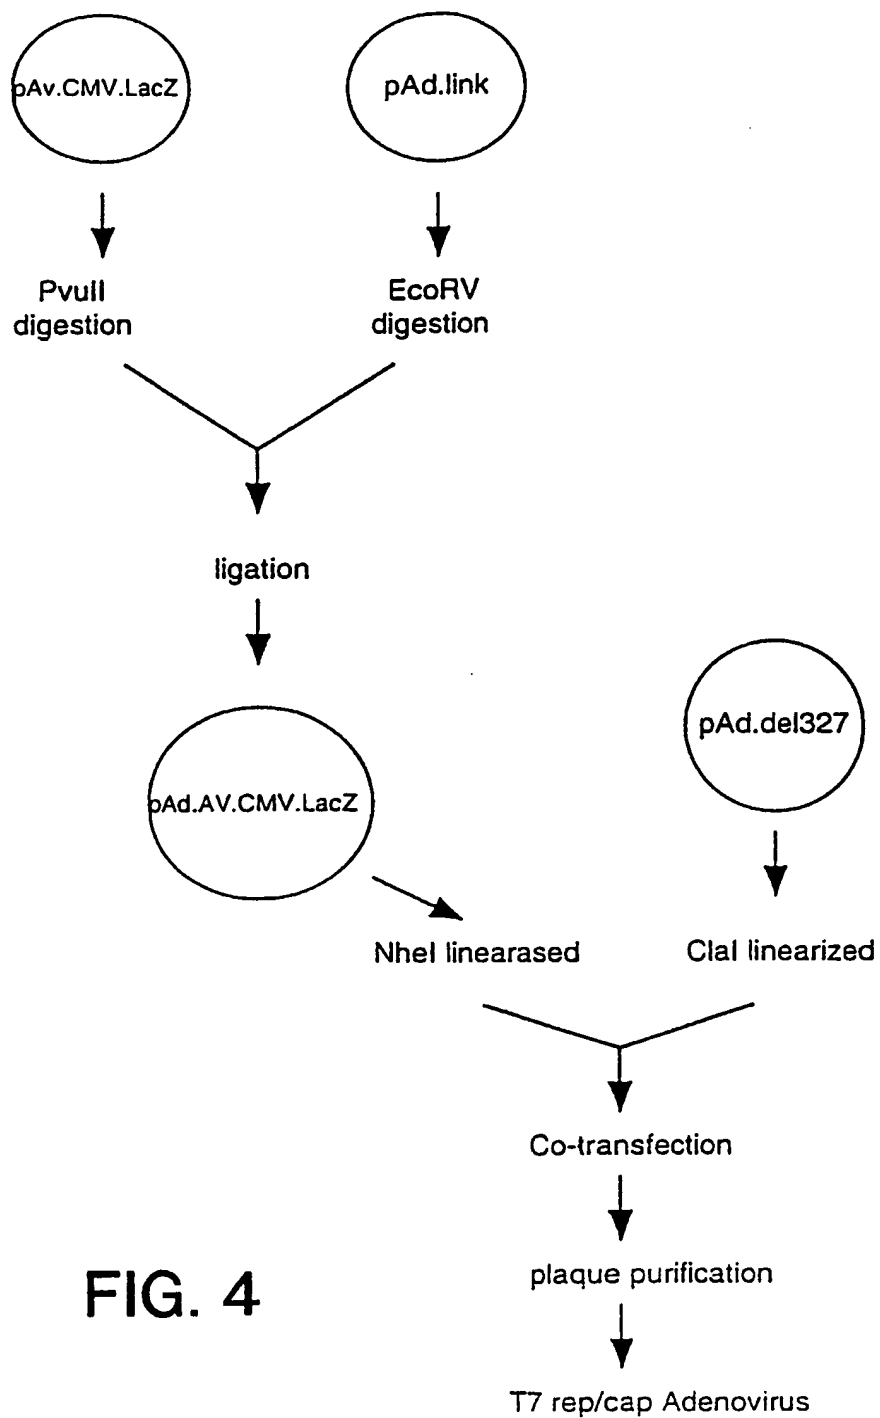 pAv.CMV.LacZ
pAd.link
PvuII
digestion
EcoRV
digestion
ligation
pAd.AV.CMV.LacZ
pAd.del327
NheI linearased
ClaI linearized
Co-transfection
plaque purification
T7 rep/cap Adenovirus
FIG. 4